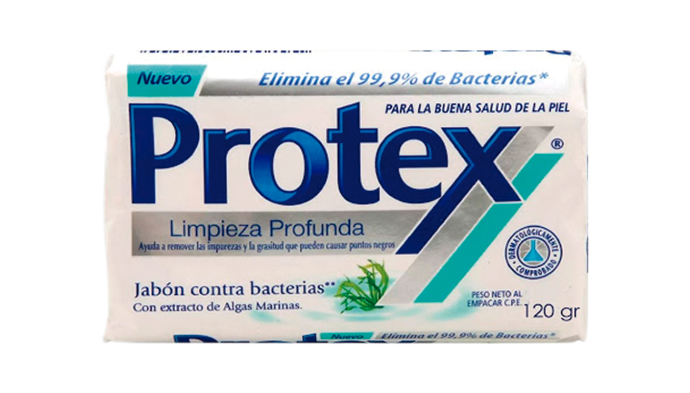 Nuevo
Elimina el 99,9% de Bacterias*
PARA LA BUENA SALUD DE LA PIEL
Protex®
Limpieza Profunda
Ayuda a remover las impurezas y la grasitud que pueden causar puntos negros
DERMATOLÓGICAMENTE
COMPROBADO
Jabón contra bacterias**
Con extracto de Algas Marinas.
PESO NETO AL
EMPACAR C.P.E.
120 gr
Nuevo
Elimina el 99,9% de Bacterias*